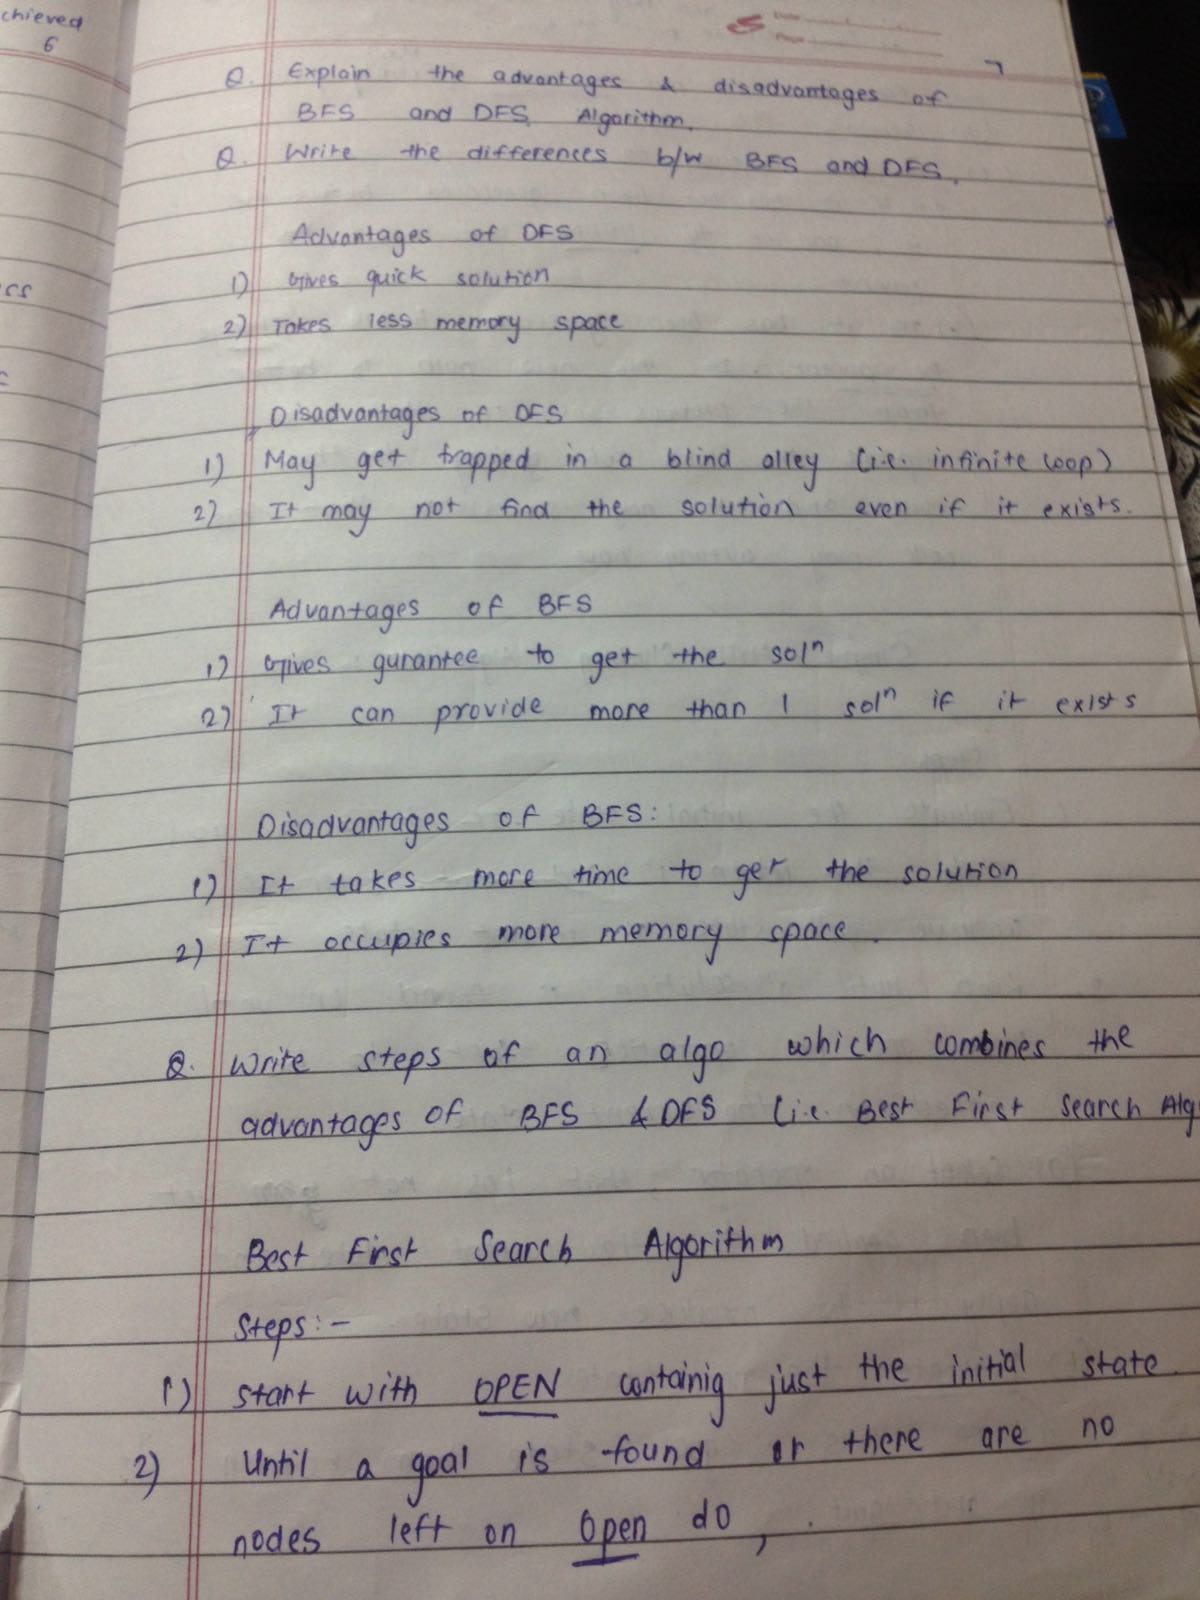 chieved
6
7
Q. Explain the advantages & disadvantages of
BFS and DFS Algorithm.
Q. Write the differences b/w BFS and DFS.
Advantages of DFS
1) Gives quick solution
2) Takes less memory space
Disadvantages of DFS
1) May get trapped in a blind alley (i.e. infinite loop)
2) It may not find the solution even if it exists.
Advantages of BFS
1) Gives gurantee to get the solⁿ
2) It can provide more than 1 solⁿ if it exists
Disadvantages of BFS:
1) It takes more time to get the solution
2) It occupies more memory space.
Q. Write steps of an algo which combines the
advantages of BFS & DFS (i.e. Best First Search Alg
Best First Search Algorithm
Steps:-
1) Start with OPEN containig just the initial state.
2) Until a goal is found or there are no
nodes left on Open do,